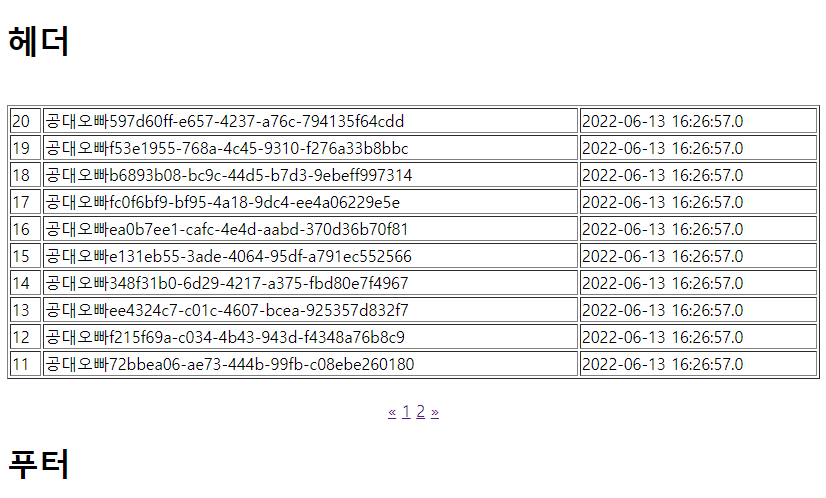 헤더
20 공대오빠597d60ff-e657-4237-a76c-794135f64cdd 2022-06-13 16:26:57.0
19 공대오빠f53e1955-768a-4c45-9310-f276a33b8bbc 2022-06-13 16:26:57.0
18 공대오빠b6893b08-bc9c-44d5-b7d3-9ebeff997314 2022-06-13 16:26:57.0
17 공대오빠fc0f6bf9-bf95-4a18-9dc4-ee4a06229e5e 2022-06-13 16:26:57.0
16 공대오빠ea0b7ee1-cafc-4e4d-aabd-370d36b70f81 2022-06-13 16:26:57.0
15 공대오빠e131eb55-3ade-4064-95df-a791ec552566 2022-06-13 16:26:57.0
14 공대오빠348f31b0-6d29-4217-a375-fbd80e7f4967 2022-06-13 16:26:57.0
13 공대오빠ee4324c7-c01c-4607-bcea-925357d832f7 2022-06-13 16:26:57.0
12 공대오빠f215f69a-c034-4b43-943d-f4348a76b8c9 2022-06-13 16:26:57.0
11 공대오빠72bbea06-ae73-444b-99fb-c08ebe260180 2022-06-13 16:26:57.0
« 1 2 »
푸터